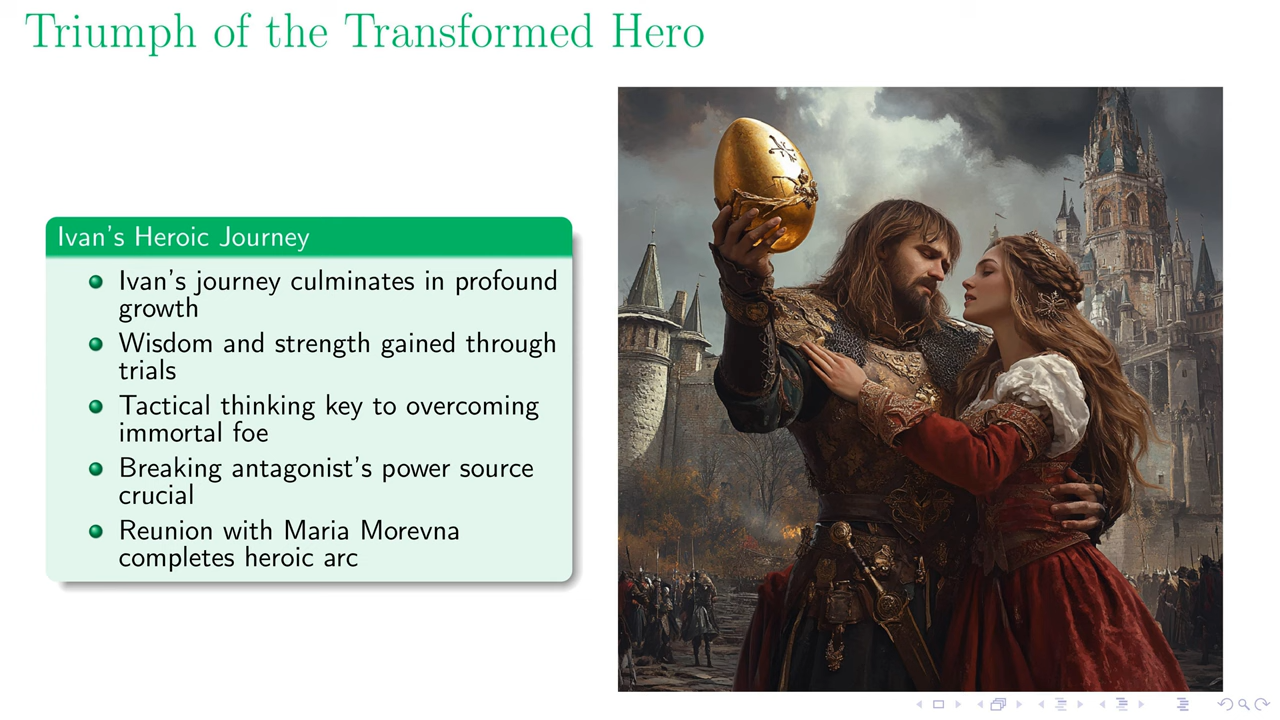 Triumph of the Transformed Hero
Ivan's Heroic Journey
Ivan's journey culminates in profound
growth
Wisdom and strength gained through
trials
Tactical thinking key to overcoming
immortal foe
Breaking antagonist's power source
crucial
Reunion with Maria Morevna
completes heroic arc